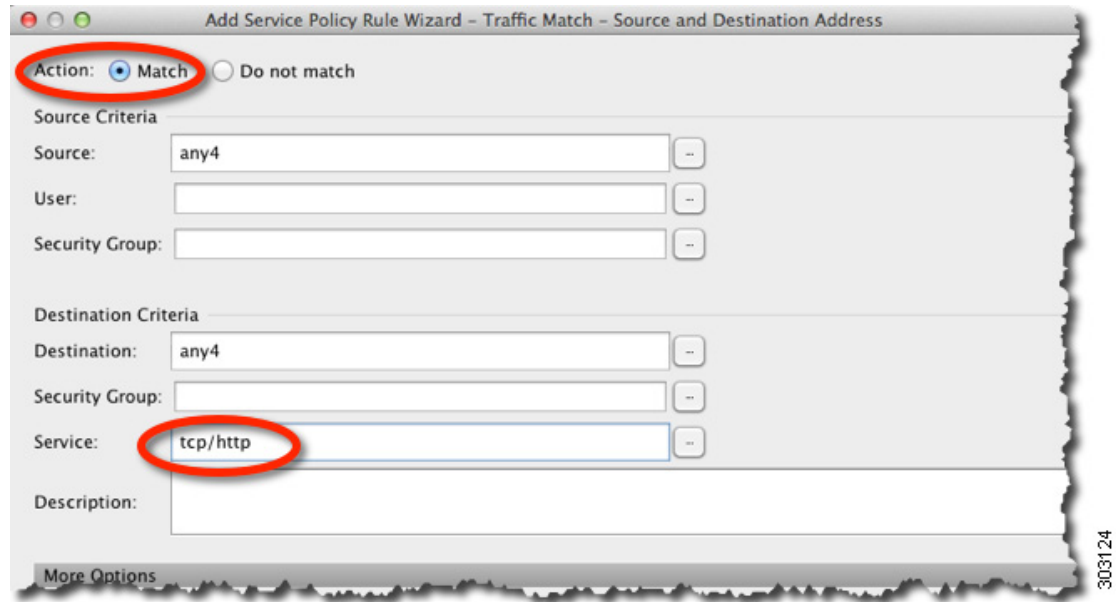 Add Service Policy Rule Wizard – Traffic Match – Source and Destination Address
Action: Match Do not match
Source Criteria
Source: any4 ...
User: ...
Security Group: ...
Destination Criteria
Destination: any4 ...
Security Group: ...
Service: tcp/http ...
Description:
More Options
303124